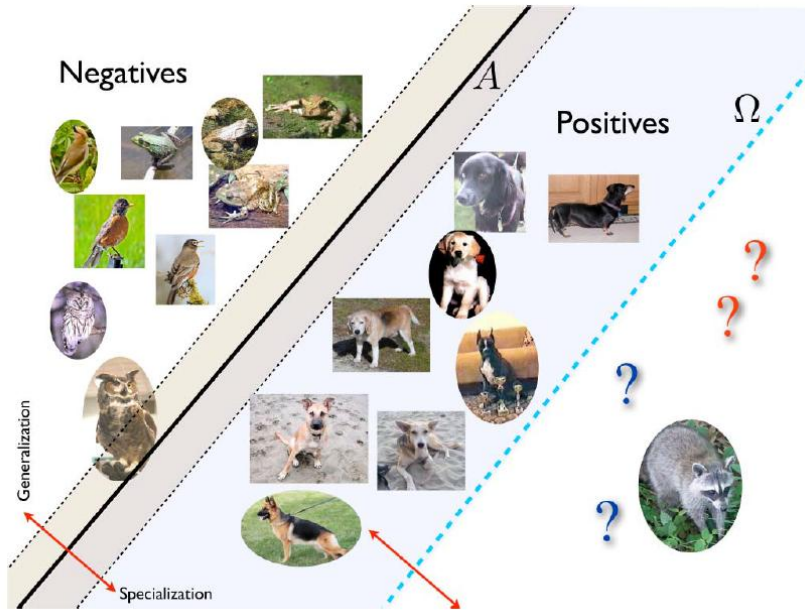 Negatives
A
Positives
Ω
?
?
?
?
Generalization
Specialization